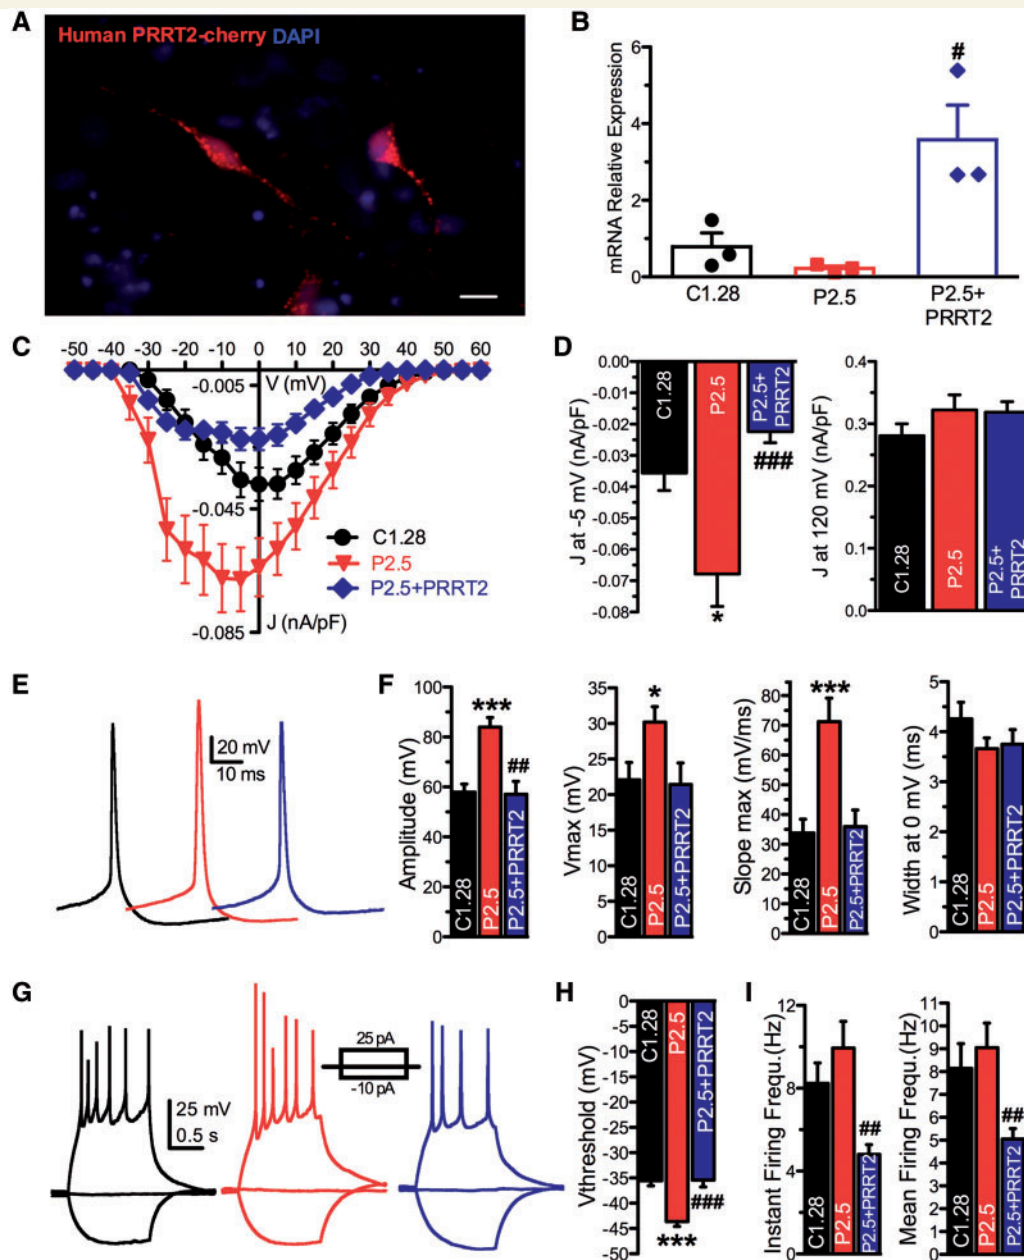 A
Human PRRT2-cherry DAPI
B
mRNA Relative Expression
6
4
2
0
#
C1.28
P2.5
P2.5+
PRRT2
C
-50 -40 -30 -20 -10 0 10 20 30 40 50 60
V (mV)
-0.005
-0.045
-0.085
J (nA/pF)
C1.28
P2.5
P2.5+PRRT2
D
J at -5 mV (nA/pF)
0.00
-0.01
-0.02
-0.03
-0.04
-0.05
-0.06
-0.07
-0.08
C1.28
P2.5
P2.5+
PRRT2
*
###
J at 120 mV (nA/pF)
0.4
0.3
0.2
0.1
0.0
C1.28
P2.5
P2.5+
PRRT2
E
20 mV
10 ms
F
Amplitude (mV)
100
80
60
40
20
0
***
##
C1.28
P2.5
P2.5+PRRT2
Vmax (mV)
35
30
25
20
15
10
5
0
*
C1.28
P2.5
P2.5+PRRT2
Slope max (mV/ms)
80
70
60
50
40
30
20
10
0
***
C1.28
P2.5
P2.5+PRRT2
Width at 0 mV (ms)
5
4
3
2
1
0
C1.28
P2.5
P2.5+PRRT2
G
25 mV
0.5 s
25 pA
-10 pA
H
Vthreshold (mV)
0
-5
-10
-15
-20
-25
-30
-35
-40
-45
-50
C1.28
P2.5
P2.5+PRRT2
***
###
I
Instant Firing Frequ.(Hz)
12
8
4
0
C1.28
P2.5
P2.5+PRRT2
##
Mean Firing Frequ.(Hz)
11
10
9
8
7
6
5
4
3
2
1
0
C1.28
P2.5
P2.5+PRRT2
##